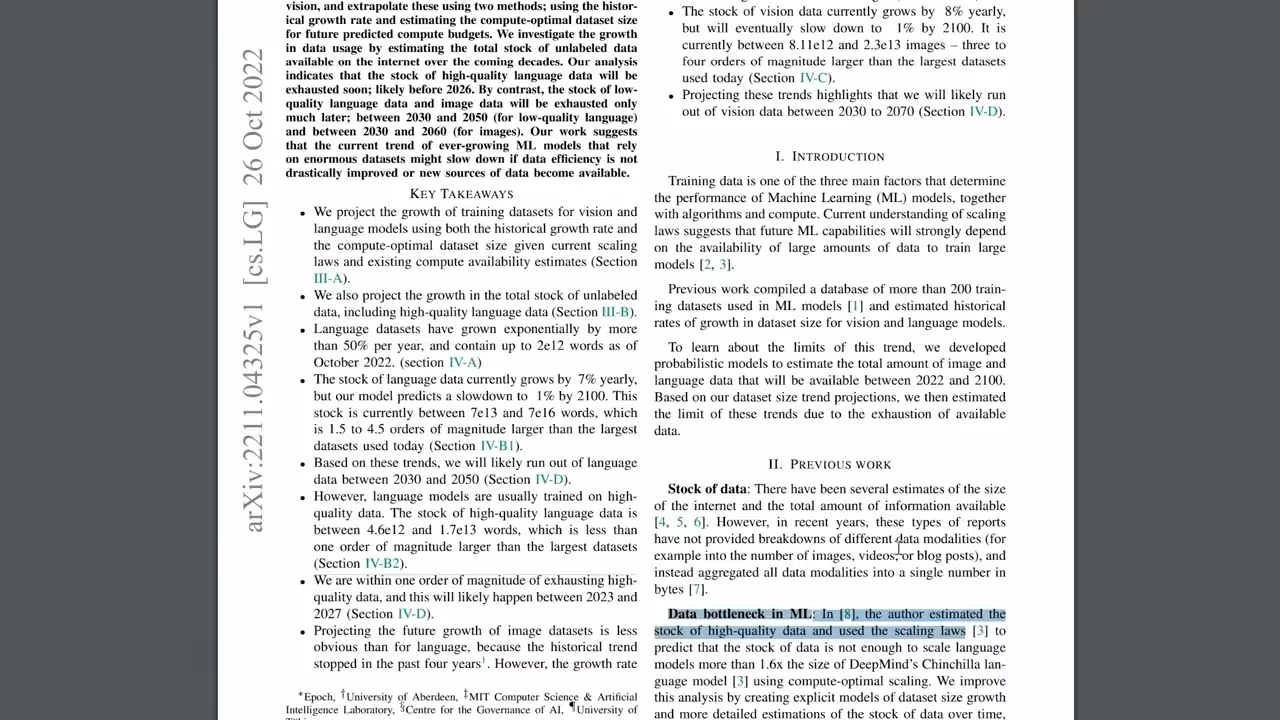 arXiv:2211.04325v1 [cs.LG] 26 Oct 2022
vision, and extrapolate these using two methods; using the histor-
ical growth rate and estimating the compute-optimal dataset size
for future predicted compute budgets. We investigate the growth
in data usage by estimating the total stock of unlabeled data
available on the internet over the coming decades. Our analysis
indicates that the stock of high-quality language data will be
exhausted soon; likely before 2026. By contrast, the stock of low-
quality language data and image data will be exhausted only
much later; between 2030 and 2050 (for low-quality language)
and between 2030 and 2060 (for images). Our work suggests
that the current trend of ever-growing ML models that rely
on enormous datasets might slow down if data efficiency is not
drastically improved or new sources of data become available.
KEY TAKEAWAYS
• We project the growth of training datasets for vision and
language models using both the historical growth rate and
the compute-optimal dataset size given current scaling
laws and existing compute availability estimates (Section
III-A).
• We also project the growth in the total stock of unlabeled
data, including high-quality language data (Section III-B).
• Language datasets have grown exponentially by more
than 50% per year, and contain up to 2e12 words as of
October 2022. (section IV-A)
• The stock of language data currently grows by 7% yearly,
but our model predicts a slowdown to 1% by 2100. This
stock is currently between 7e13 and 7e16 words, which
is 1.5 to 4.5 orders of magnitude larger than the largest
datasets used today (Section IV-B1).
• Based on these trends, we will likely run out of language
data between 2030 and 2050 (Section IV-D).
• However, language models are usually trained on high-
quality data. The stock of high-quality language data is
between 4.6e12 and 1.7e13 words, which is less than
one order of magnitude larger than the largest datasets
(Section IV-B2).
• We are within one order of magnitude of exhausting high-
quality data, and this will likely happen between 2023 and
2027 (Section IV-D).
• Projecting the future growth of image datasets is less
obvious than for language, because the historical trend
stopped in the past four years¹. However, the growth rate
*Epoch, †University of Aberdeen, ‡MIT Computer Science & Artificial
Intelligence Laboratory, §Centre for the Governance of AI, ¶University of
• The stock of vision data currently grows by 8% yearly,
but will eventually slow down to 1% by 2100. It is
currently between 8.11e12 and 2.3e13 images – three to
four orders of magnitude larger than the largest datasets
used today (Section IV-C).
• Projecting these trends highlights that we will likely run
out of vision data between 2030 to 2070 (Section IV-D).
I. INTRODUCTION
Training data is one of the three main factors that determine
the performance of Machine Learning (ML) models, together
with algorithms and compute. Current understanding of scaling
laws suggests that future ML capabilities will strongly depend
on the availability of large amounts of data to train large
models [2, 3].
Previous work compiled a database of more than 200 train-
ing datasets used in ML models [1] and estimated historical
rates of growth in dataset size for vision and language models.
To learn about the limits of this trend, we developed
probabilistic models to estimate the total amount of image and
language data that will be available between 2022 and 2100.
Based on our dataset size trend projections, we then estimated
the limit of these trends due to the exhaustion of available
data.
II. PREVIOUS WORK
Stock of data: There have been several estimates of the size
of the internet and the total amount of information available
[4, 5, 6]. However, in recent years, these types of reports
have not provided breakdowns of different data modalities (for
example into the number of images, videos, or blog posts), and
instead aggregated all data modalities into a single number in
bytes [7].
Data bottleneck in ML: In [8], the author estimated the
stock of high-quality data and used the scaling laws [3] to
predict that the stock of data is not enough to scale language
models more than 1.6x the size of DeepMind's Chinchilla lan-
guage model [3] using compute-optimal scaling. We improve
this analysis by creating explicit models of dataset size growth
and more detailed estimations of the stock of data over time,